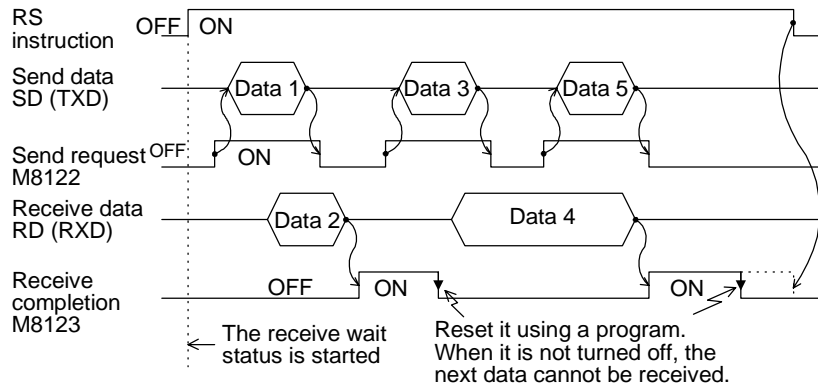 RS
instruction
OFF ON
Send data
SD (TXD)
Data 1
Data 3
Data 5
Send request
M8122
OFF
ON
Receive data
RD (RXD)
Data 2
Data 4
Receive
completion
M8123
OFF
ON
ON
The receive wait
status is started
Reset it using a program.
When it is not turned off, the
next data cannot be received.